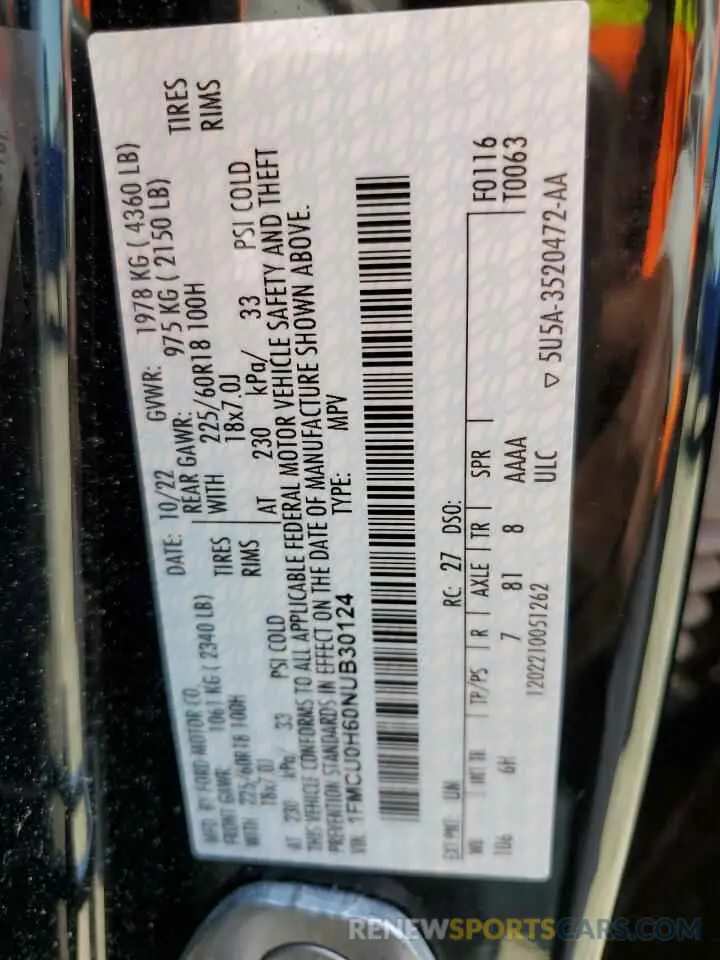 MFD. BY FORD MOTOR CO. DATE: 10/22 GVWR: 1978 KG ( 4360 LB)
FRONT GAWR: 1061 KG ( 2340 LB) REAR GAWR: 975 KG ( 2150 LB)
WITH 225/60R18 100H TIRES WITH 225/60R18 100H TIRES
18x7.0J RIMS 18x7.0J RIMS
AT 230 kPa/ 33 PSI COLD AT 230 kPa/ 33 PSI COLD
THIS VEHICLE CONFORMS TO ALL APPLICABLE FEDERAL MOTOR VEHICLE SAFETY AND THEFT
PREVENTION STANDARDS IN EFFECT ON THE DATE OF MANUFACTURE SHOWN ABOVE.
VIN: 1FMCU0H60NUB30124 TYPE: MPV
EXT PNT: UM RC: 27 DSO:
WB INT TR TP/PS R AXLE TR SPR F0116
106 6H 7 81 8 AAAA T0063
1202210051262 ULC
▽ 5U5A-3520472-AA
RENEWSPORTSCARS.COM